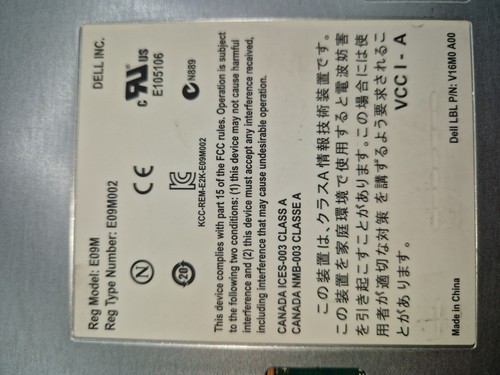 Reg Model: E09M
Reg Type Number: E09M002
DELL INC.
c UL US
E105106
N
CE
N889
20
KCC-REM-E2K-E09M002
This device complies with part 15 of the FCC rules. Operation is subject
to the following two conditions: (1) this device may not cause harmful
interference and (2) this device must accept any interference received,
including interference that may cause undesirable operation.
CANADA ICES-003 CLASS A
CANADA NMB-003 CLASSE A
この装置は、クラスA情報技術装置です。
この装置を家庭環境で使用すると電波妨害
を引き起こすことがあります。この場合には使
用者が適切な対策を講ずるよう要求されるこ
とがあります。
VCCI-A
Made in China
Dell LBL P/N: V16M0 A00